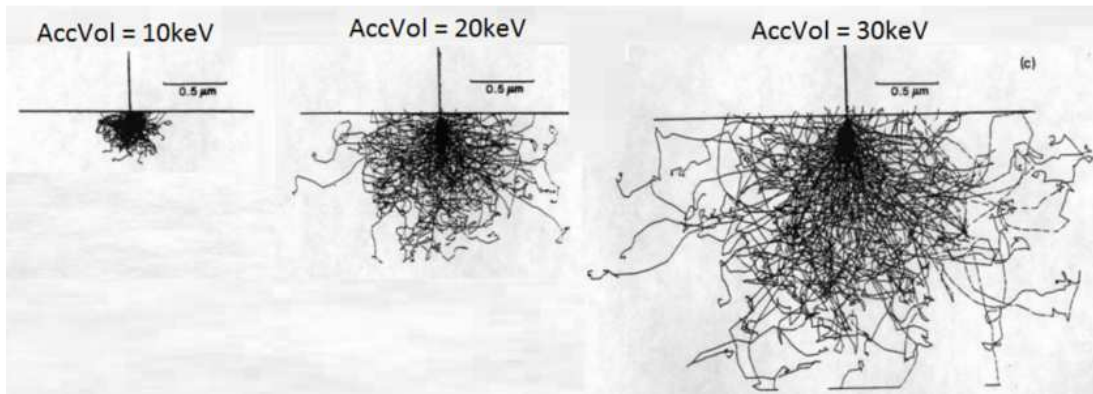 AccVol = 10keV
0.5 μm
AccVol = 20keV
0.5 μm
AccVol = 30keV
0.5 μm
(c)